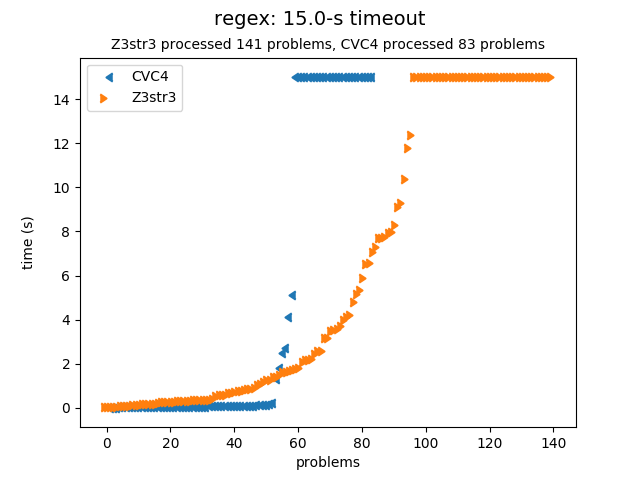 regex: 15.0-s timeout
Z3str3 processed 141 problems, CVC4 processed 83 problems
CVC4
Z3str3
14
12
10
8
6
4
2
0
time (s)
0 20 40 60 80 100 120 140
problems